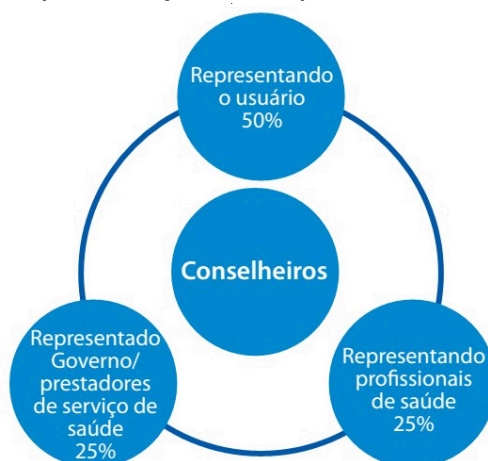 Representando
o usuário
50%
Conselheiros
Representado
Governo/
prestadores
de serviço de
saúde
25%
Representando
profissionais
de saúde
25%